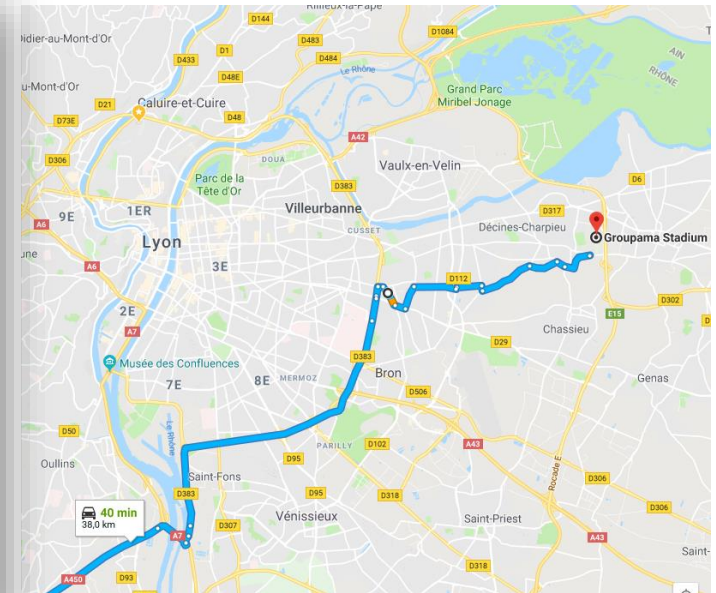 Rillieux-la-Pape
D144
D1084
Didier-au-Mont-d'Or
D483
D433
D1
D484
AIN
RHÔNE
Le Rhône
D48E
u-Mont-d'Or
Grand Parc
Miribel Jonage
D21
Caluire-et-Cuire
D48
D73E
A42
D306
DOUA
Vaulx-en-Velin
Parc de la
Tête d'Or
D383
D6
9E
1ER
Villeurbanne
D317
A6
CUSSET
Décines-Charpieu
Groupama Stadium
Lyon
3E
A6
D112
2E
D302
E15
A7
D29
Chassieu
D383
Musée des Confluences
7E
8E
MERMOZ
Bron
Genas
D506
D50
Le Rhône
PARILLY
D102
A43
Rocade E
Oullins
D95
Saint-Fons
D306
D383
D95
D318
D306
40 min
38,0 km
D307
Vénissieux
Saint-Priest
A7
A43
Saint-
A450
D93
D318